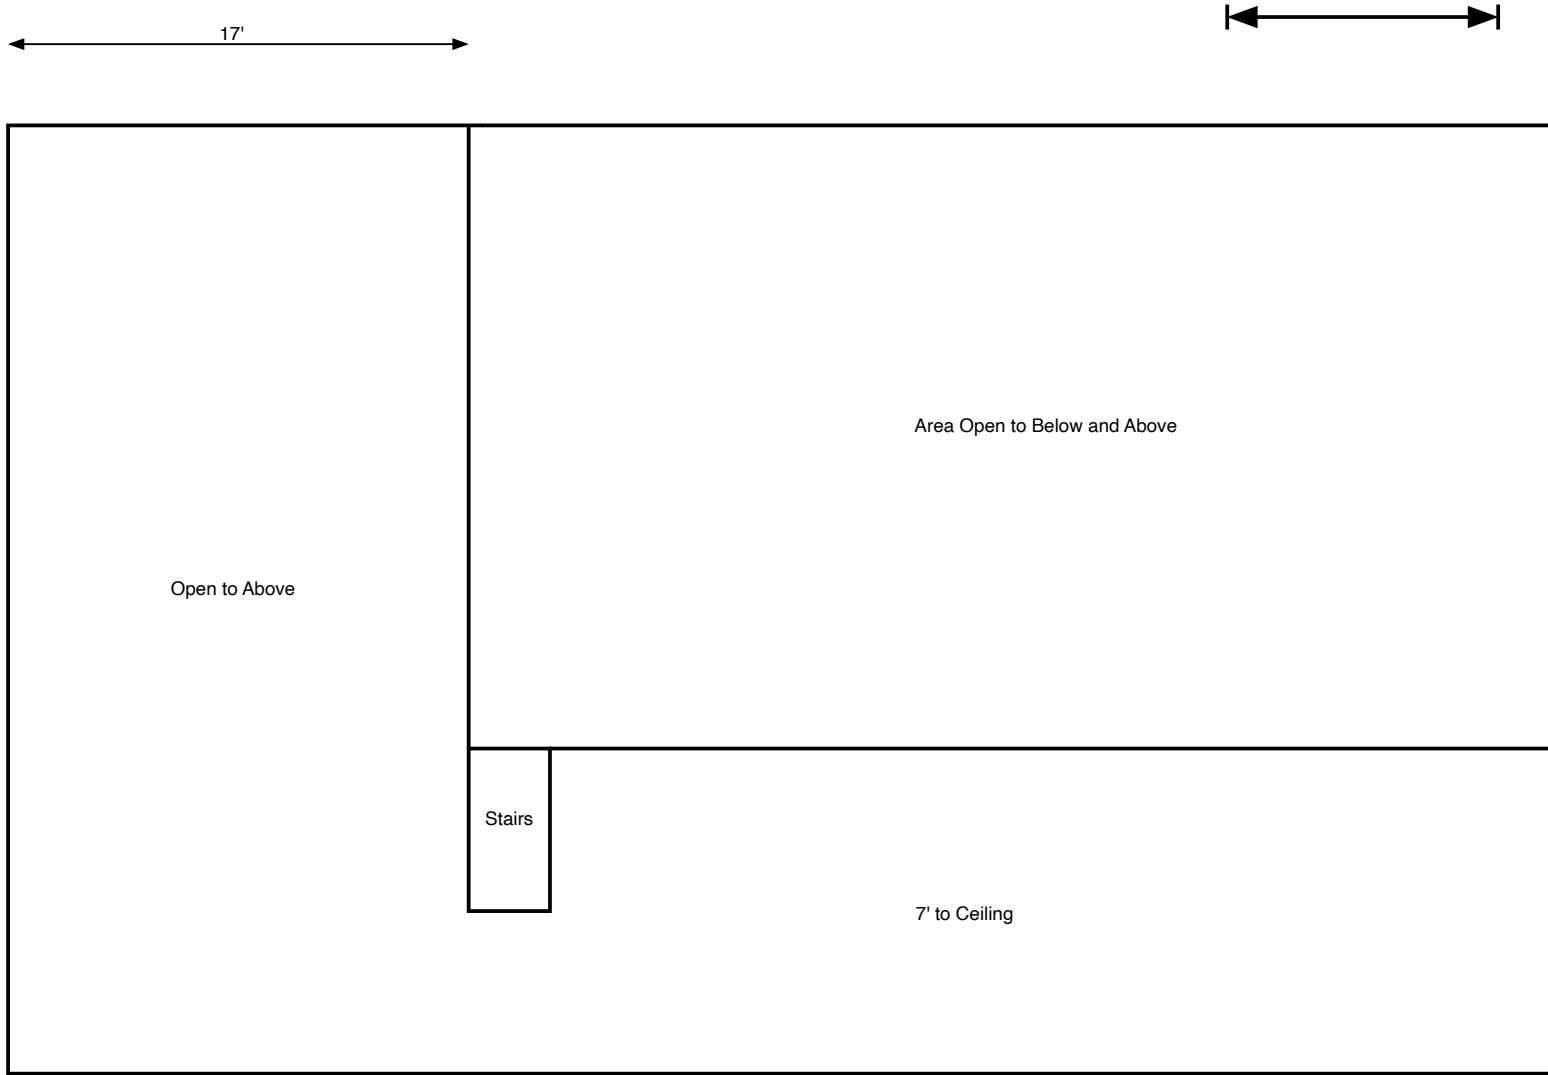 17'
Area Open to Below and Above
Open to Above
Stairs
7' to Ceiling